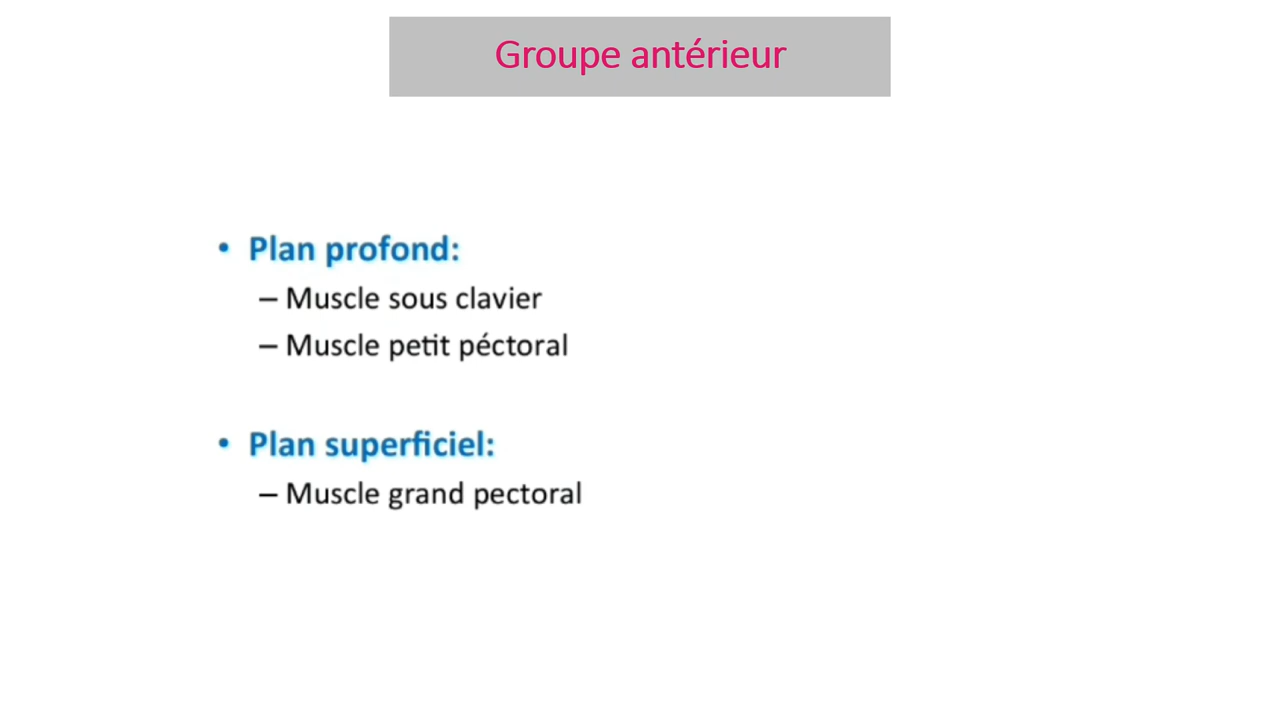 Groupe antérieur
• Plan profond:
– Muscle sous clavier
– Muscle petit péctoral
• Plan superficiel:
– Muscle grand pectoral